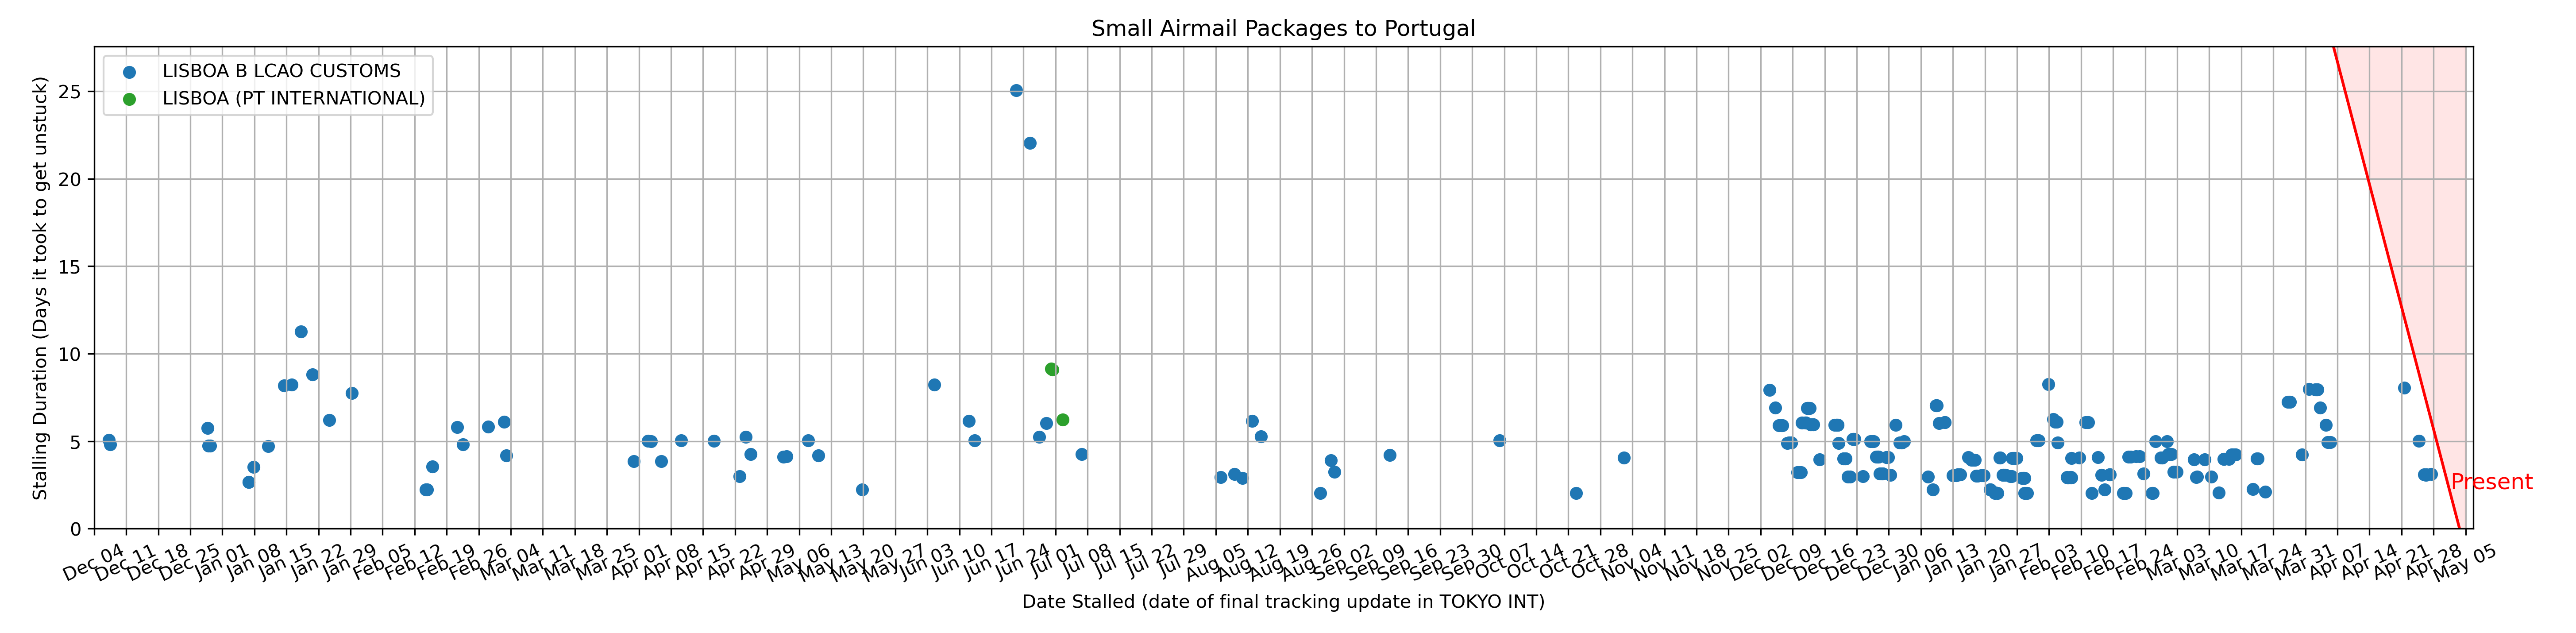 Small Airmail Packages to Portugal
LISBOA B LCAO CUSTOMS
LISBOA (PT INTERNATIONAL)
Stalling Duration (Days it took to get unstuck)
25
20
15
10
5
0
Present
Dec 04
Dec 11
Dec 18
Dec 25
Jan 01
Jan 08
Jan 15
Jan 22
Jan 29
Feb 05
Feb 12
Feb 19
Feb 26
Mar 04
Mar 11
Mar 18
Mar 25
Apr 01
Apr 08
Apr 15
Apr 22
Apr 29
May 06
May 13
May 20
May 27
Jun 03
Jun 10
Jun 17
Jun 24
Jul 01
Jul 08
Jul 15
Jul 22
Jul 29
Aug 05
Aug 12
Aug 19
Aug 26
Sep 02
Sep 09
Sep 16
Sep 23
Sep 30
Oct 07
Oct 14
Oct 21
Oct 28
Nov 04
Nov 11
Nov 18
Nov 25
Dec 02
Dec 09
Dec 16
Dec 23
Dec 30
Jan 06
Jan 13
Jan 20
Jan 27
Feb 03
Feb 10
Feb 17
Feb 24
Mar 03
Mar 10
Mar 17
Mar 24
Mar 31
Apr 07
Apr 14
Apr 21
Apr 28
May 05
Date Stalled (date of final tracking update in TOKYO INT)